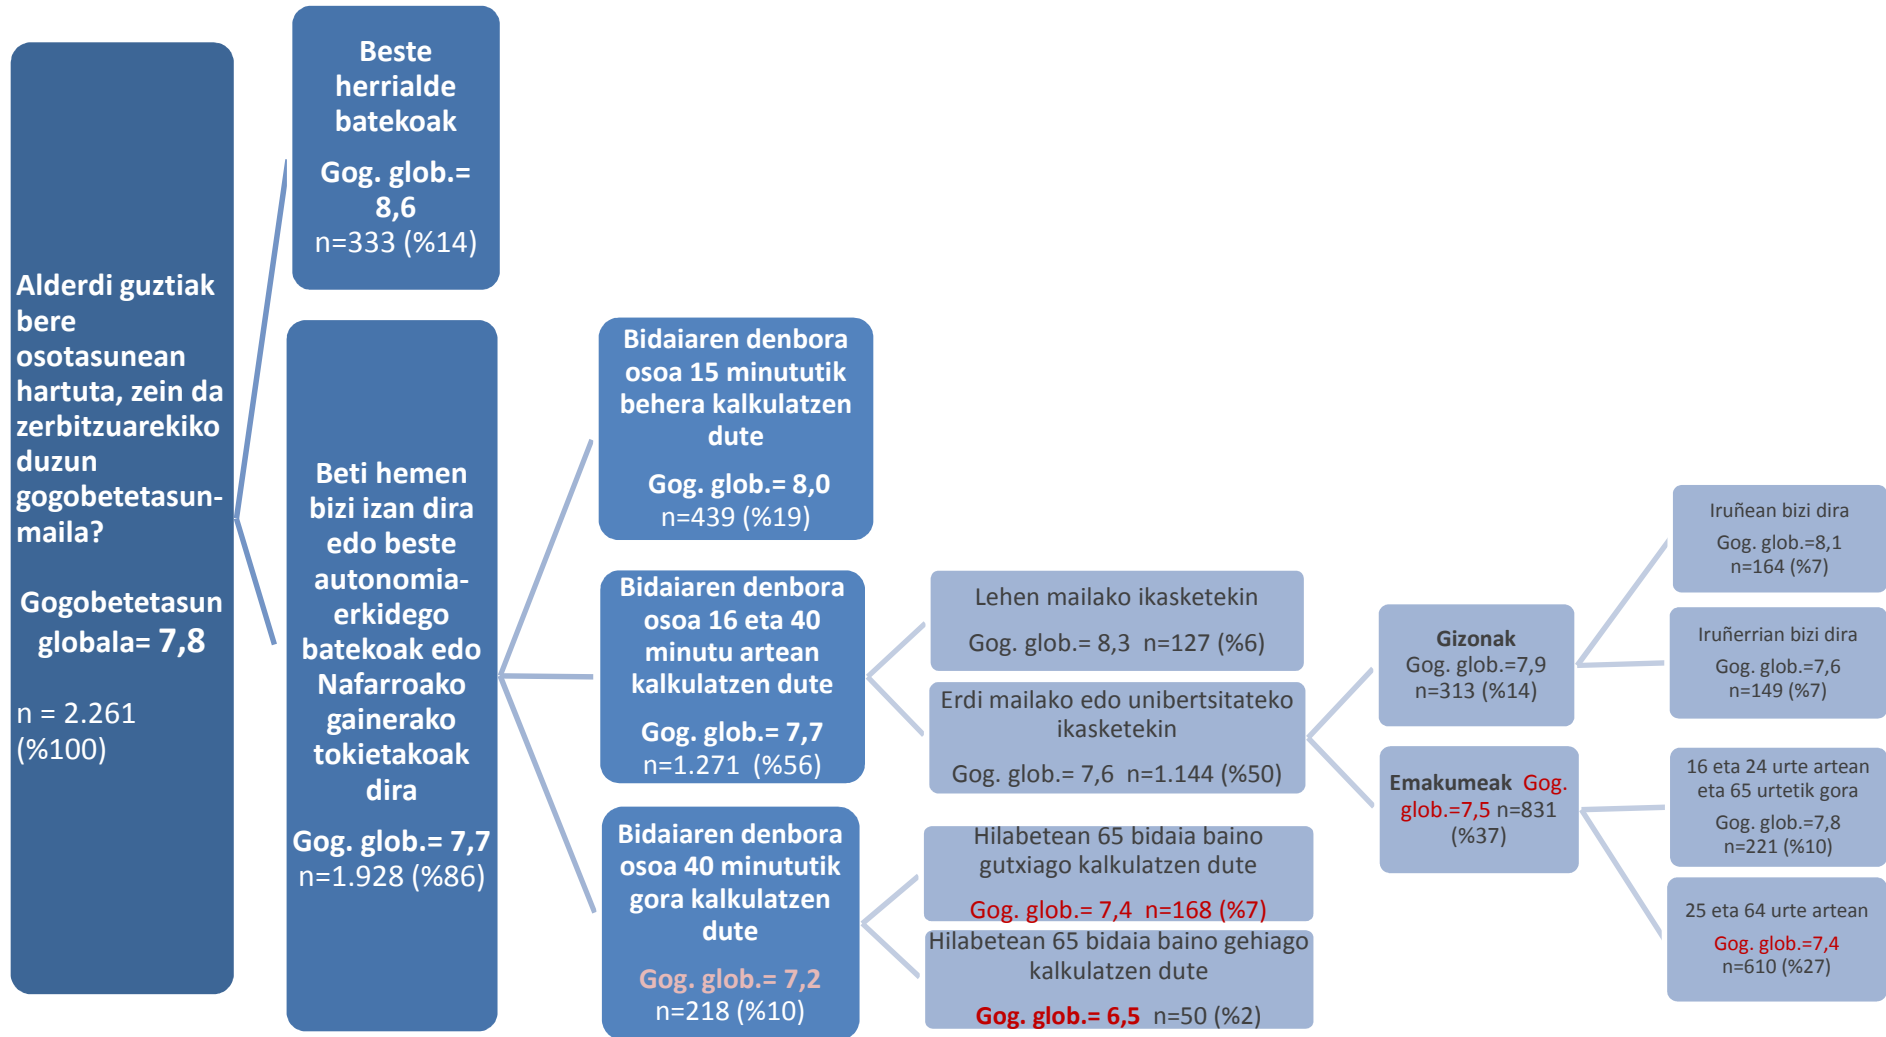 Alderdi guztiak
bere
osotasunean
hartuta, zein da
zerbitzuarekiko
duzun
gogobetetasun-
maila?
Gogobetetasun
globala= 7,8
n = 2.261
(%100)
Beste
herrialde
batekoak
Gog. glob.=
8,6
n=333 (%14)
Beti hemen
bizi izan dira
edo beste
autonomia-
erkidego
batekoak edo
Nafarroako
gainerako
tokietakoak
dira
Gog. glob.= 7,7
n=1.928 (%86)
Bidaiaren denbora
osoa 15 minututik
behera kalkulatzen
dute
Gog. glob.= 8,0
n=439 (%19)
Bidaiaren denbora
osoa 16 eta 40
minutu artean
kalkulatzen dute
Gog. glob.= 7,7
n=1.271 (%56)
Bidaiaren denbora
osoa 40 minututik
gora kalkulatzen
dute
Gog. glob.= 7,2
n=218 (%10)
Lehen mailako ikasketekin
Gog. glob.= 8,3 n=127 (%6)
Erdi mailako edo unibertsitateko
ikasketekin
Gog. glob.= 7,6 n=1.144 (%50)
Hilabetean 65 bidaia baino
gutxiago kalkulatzen dute
Gog. glob.= 7,4 n=168 (%7)
Hilabetean 65 bidaia baino gehiago
kalkulatzen dute
Gog. glob.= 6,5 n=50 (%2)
Gizonak
Gog. glob.=7,9
n=313 (%14)
Emakumeak Gog.
glob.=7,5 n=831
(%37)
Iruñean bizi dira
Gog. glob.=8,1
n=164 (%7)
Iruñerrian bizi dira
Gog. glob.=7,6
n=149 (%7)
16 eta 24 urte artean
eta 65 urtetik gora
Gog. glob.=7,8
n=221 (%10)
25 eta 64 urte artean
Gog. glob.=7,4
n=610 (%27)